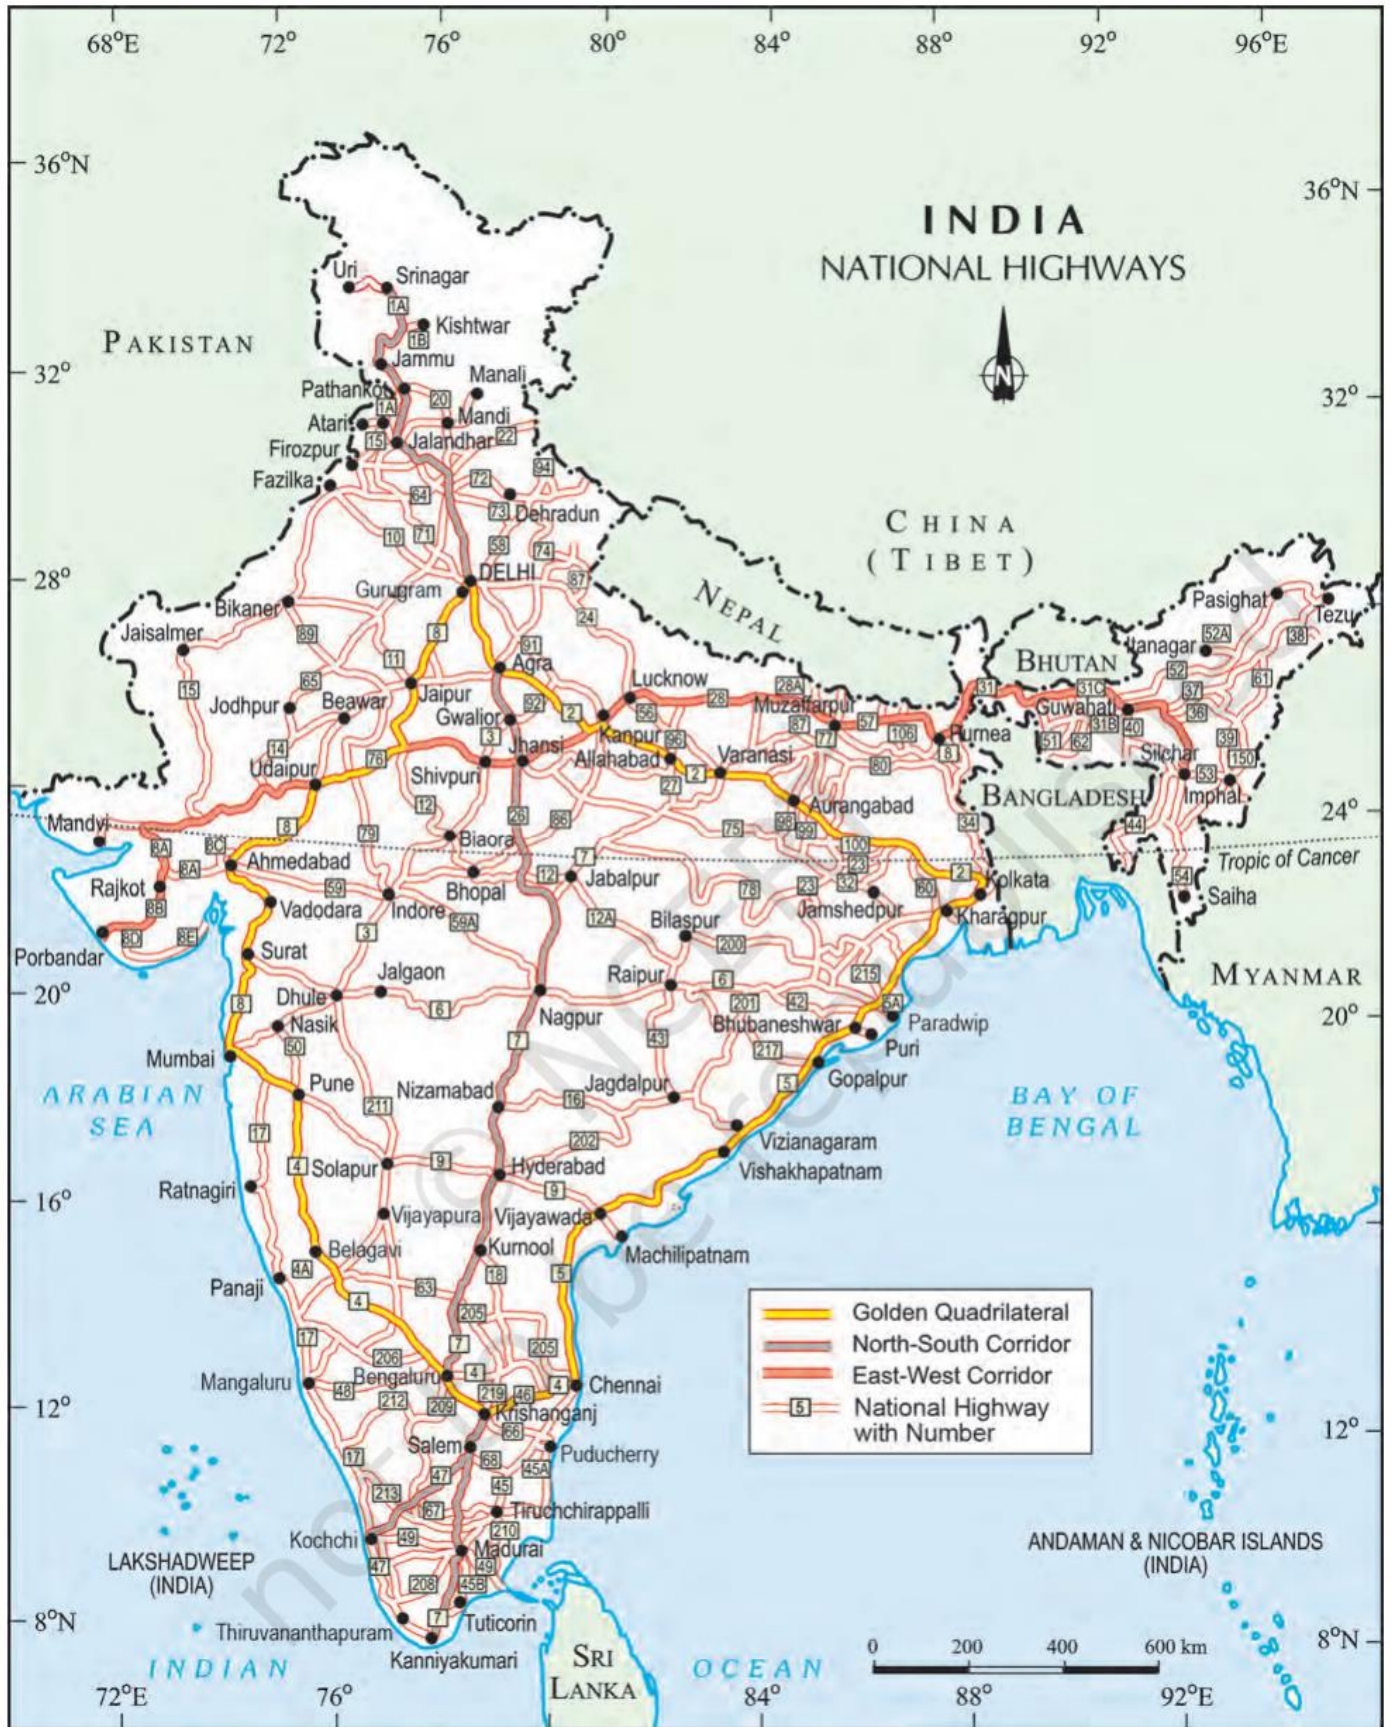 68°E 72° 76° 80° 84° 88° 92° 96°E
36°N
36°N
INDIA
NATIONAL HIGHWAYS
N
Uri
Srinagar
1A
Kishtwar
1B
PAKISTAN
Jammu
32°
32°
Manali
Pathankot
20
1A
Mandi
Atari
22
15
Jalandhar
Firozpur
94
72
Fazilka
64
73
Dehradun
CHINA
(TIBET)
10
71
58
74
28°
DELHI
87
Gurugram
NEPAL
Pasighat
Tezu
Bikaner
24
Jaisalmer
89
8
91
52A
38
Itanagar
11
Agra
BHUTAN
52
65
Lucknow
28A
31
31C
37
61
15
Jaipur
28
Jodhpur
Beawar
92
2
56
Muzaffarpur
Guwahati
36
Gwalior
87
57
31B
40
Kanpur
77
106
Purnea
51
62
39
14
3
96
Jhansi
Varanasi
8
Silchar
150
76
Allahabad
80
53
Udaipur
Shivpuri
2
27
Imphal
BANGLADESH
12
Aurangabad
24°
Mandvi
26
86
98
34
44
8
79
75
99
8C
Biaora
100
8A
7
23
Tropic of Cancer
8A
Ahmedabad
2
Kolkata
Rajkot
59
Bhopal
12
Jabalpur
78
23
32
60
54
Saiha
8B
Vadodara
Indore
Jamshedpur
Kharagpur
8D
8E
59A
12A
Bilaspur
3
200
Porbandar
Surat
Jalgaon
Raipur
6
215
MYANMAR
20°
8
Dhule
6
201
42
5A
20°
Nasik
Nagpur
Bhubaneshwar
Paradwip
50
7
43
217
Puri
Mumbai
Pune
Nizamabad
Jagdalpur
5
Gopalpur
ARABIAN
SEA
211
16
BAY OF
BENGAL
17
202
Vizianagaram
4
Solapur
9
Hyderabad
Vishakhapatnam
Ratnagiri
9
16°
Vijayapura
Vijayawada
Belagavi
Kurnool
Machilipatnam
4A
18
5
Panaji
63
4
205
Golden Quadrilateral
North-South Corridor
East-West Corridor
5
National Highway
with Number
17
7
205
206
Bengaluru
4
Mangaluru
48
219
46
4
Chennai
212
209
12°
Krishanganj
12°
66
Salem
68
Puducherry
17
47
45A
213
45
67
Tiruchchirappalli
Kochchi
49
210
ANDAMAN & NICOBAR ISLANDS
(INDIA)
LAKSHADWEEP
(INDIA)
Madurai
47
49
208
45B
8°N
7
Tuticorin
8°N
Thiruvananthapuram
Kanniyakumari
INDIAN
SRI
LANKA
OCEAN
0 200 400 600 km
72°E 76° 84° 88° 92°E
© NCERT
not to be republished